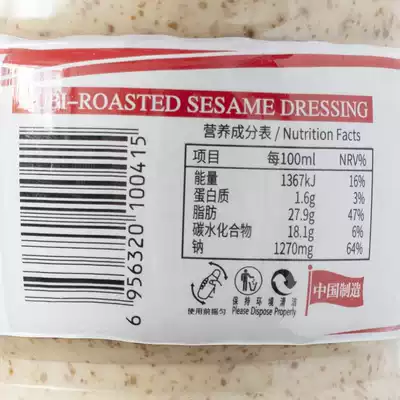 BI-ROASTED SESAME DRESSING
营养成分表 / Nutrition Facts
项目 每100ml NRV%
能量 1367kJ 16%
蛋白质 1.6g 3%
脂肪 27.9g 47%
碳水化合物 18.1g 6%
钠 1270mg 64%
6 956320 100415
使用前摇匀
保持环境清洁
Please Dispose Properly
中国制造